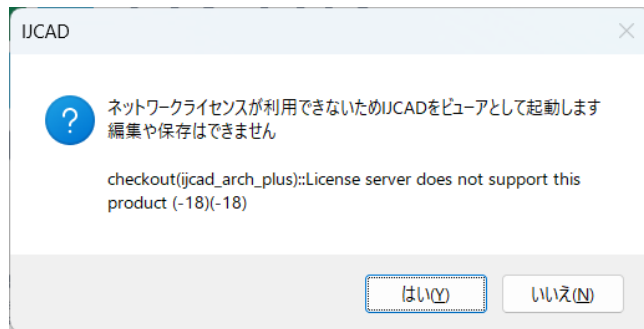 IJCAD
ネットワークライセンスが利用できないためIJCADをビューアとして起動します
編集や保存はできません
checkout(ijcad_arch_plus)::License server does not support this
product (-18)(-18)
はい(Y)
いいえ(N)